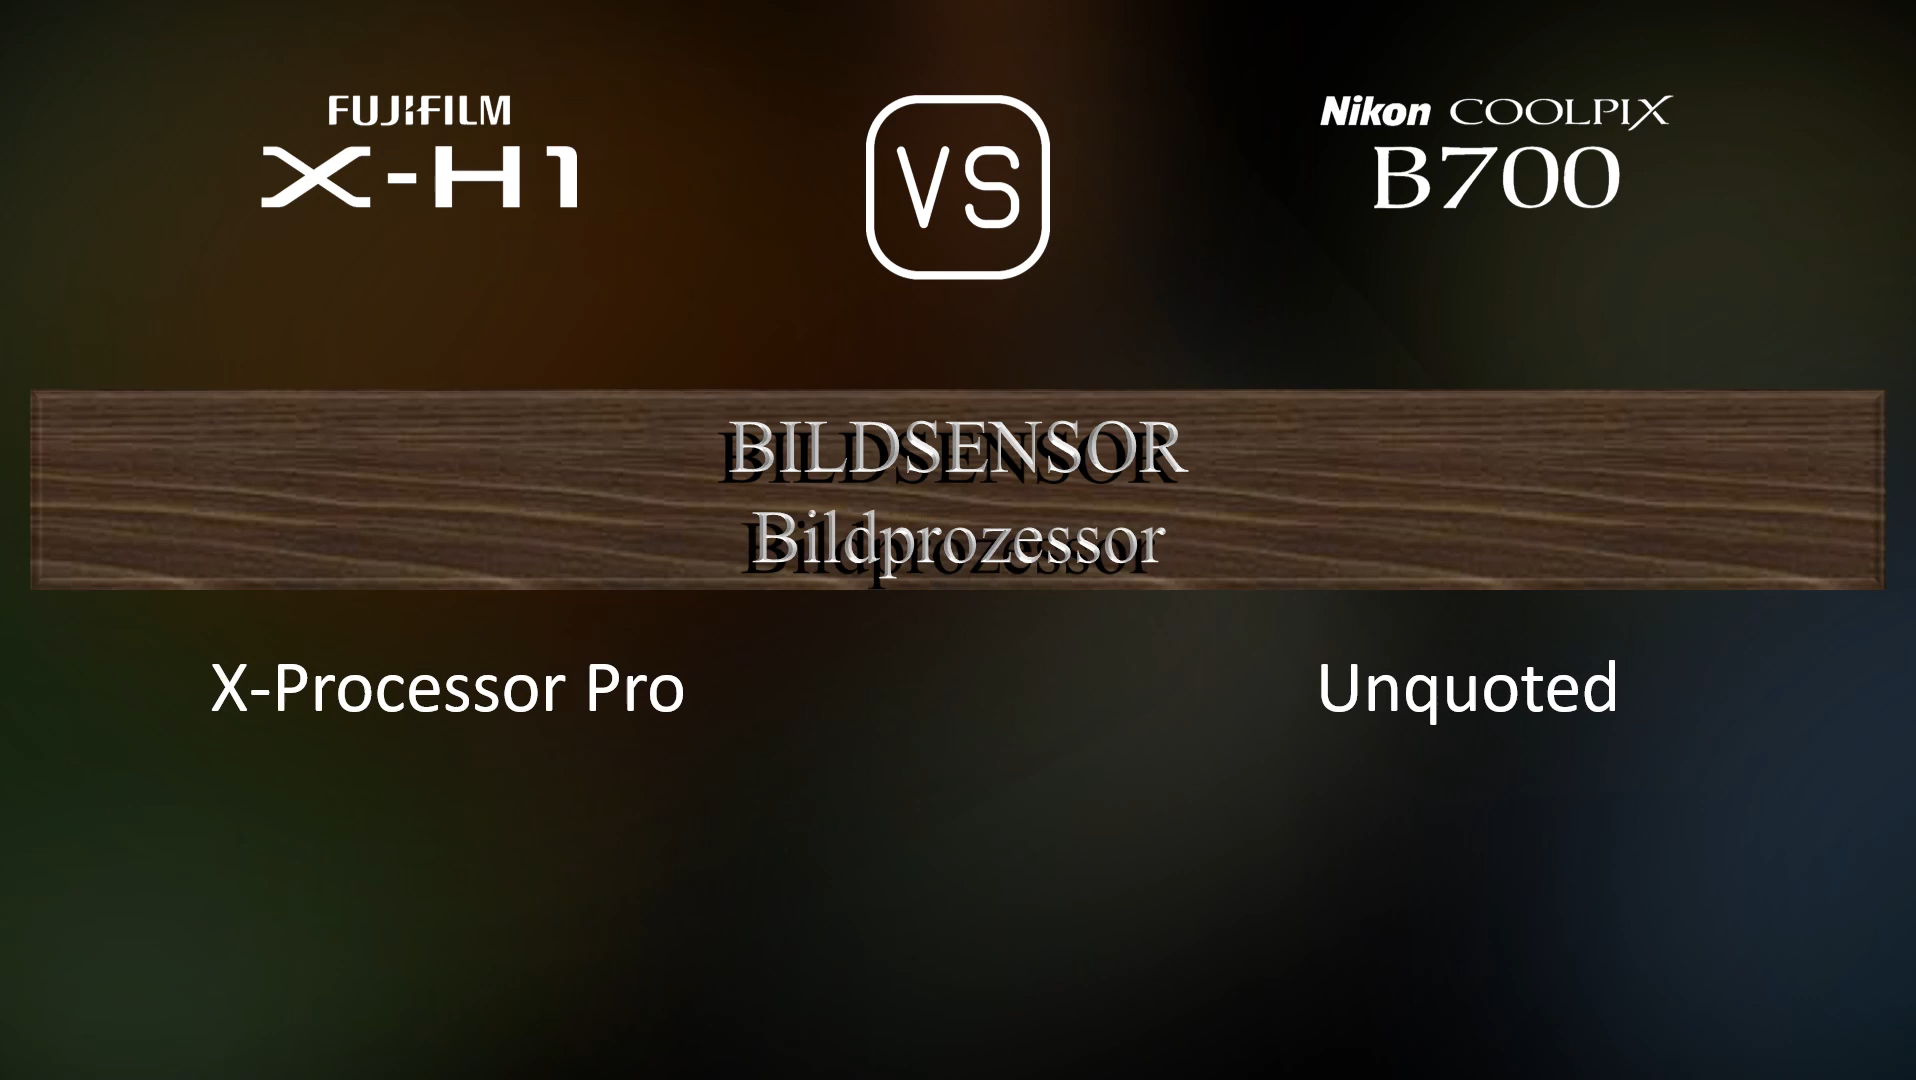 FUJIFILM
X-H1
VS
Nikon COOLPIX
B700
BILDSENSOR
Bildprozessor
X-Processor Pro
Unquoted